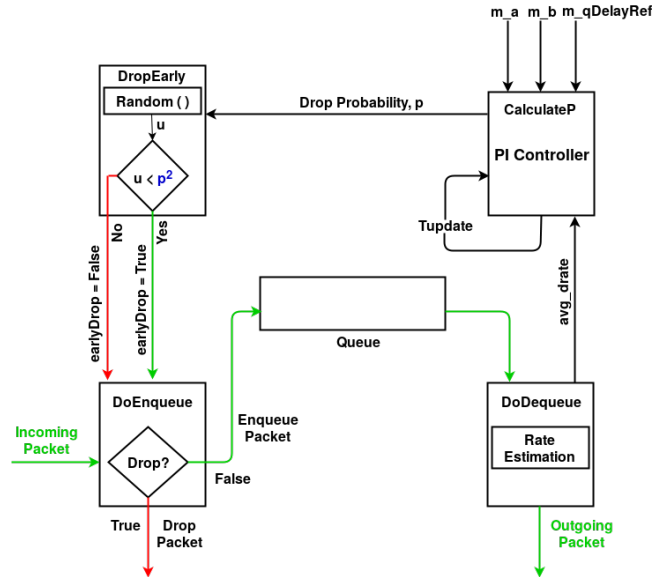 m_a
m_b
m_qDelayRef
DropEarly
Random ( )
u
u < p²
No
Yes
earlyDrop = False
earlyDrop = True
Drop Probability, p
CalculateP
PI Controller
Tupdate
avg_drate
Queue
DoEnqueue
Incoming
Packet
Drop?
Enqueue
Packet
False
True
Drop
Packet
DoDequeue
Rate
Estimation
Outgoing
Packet